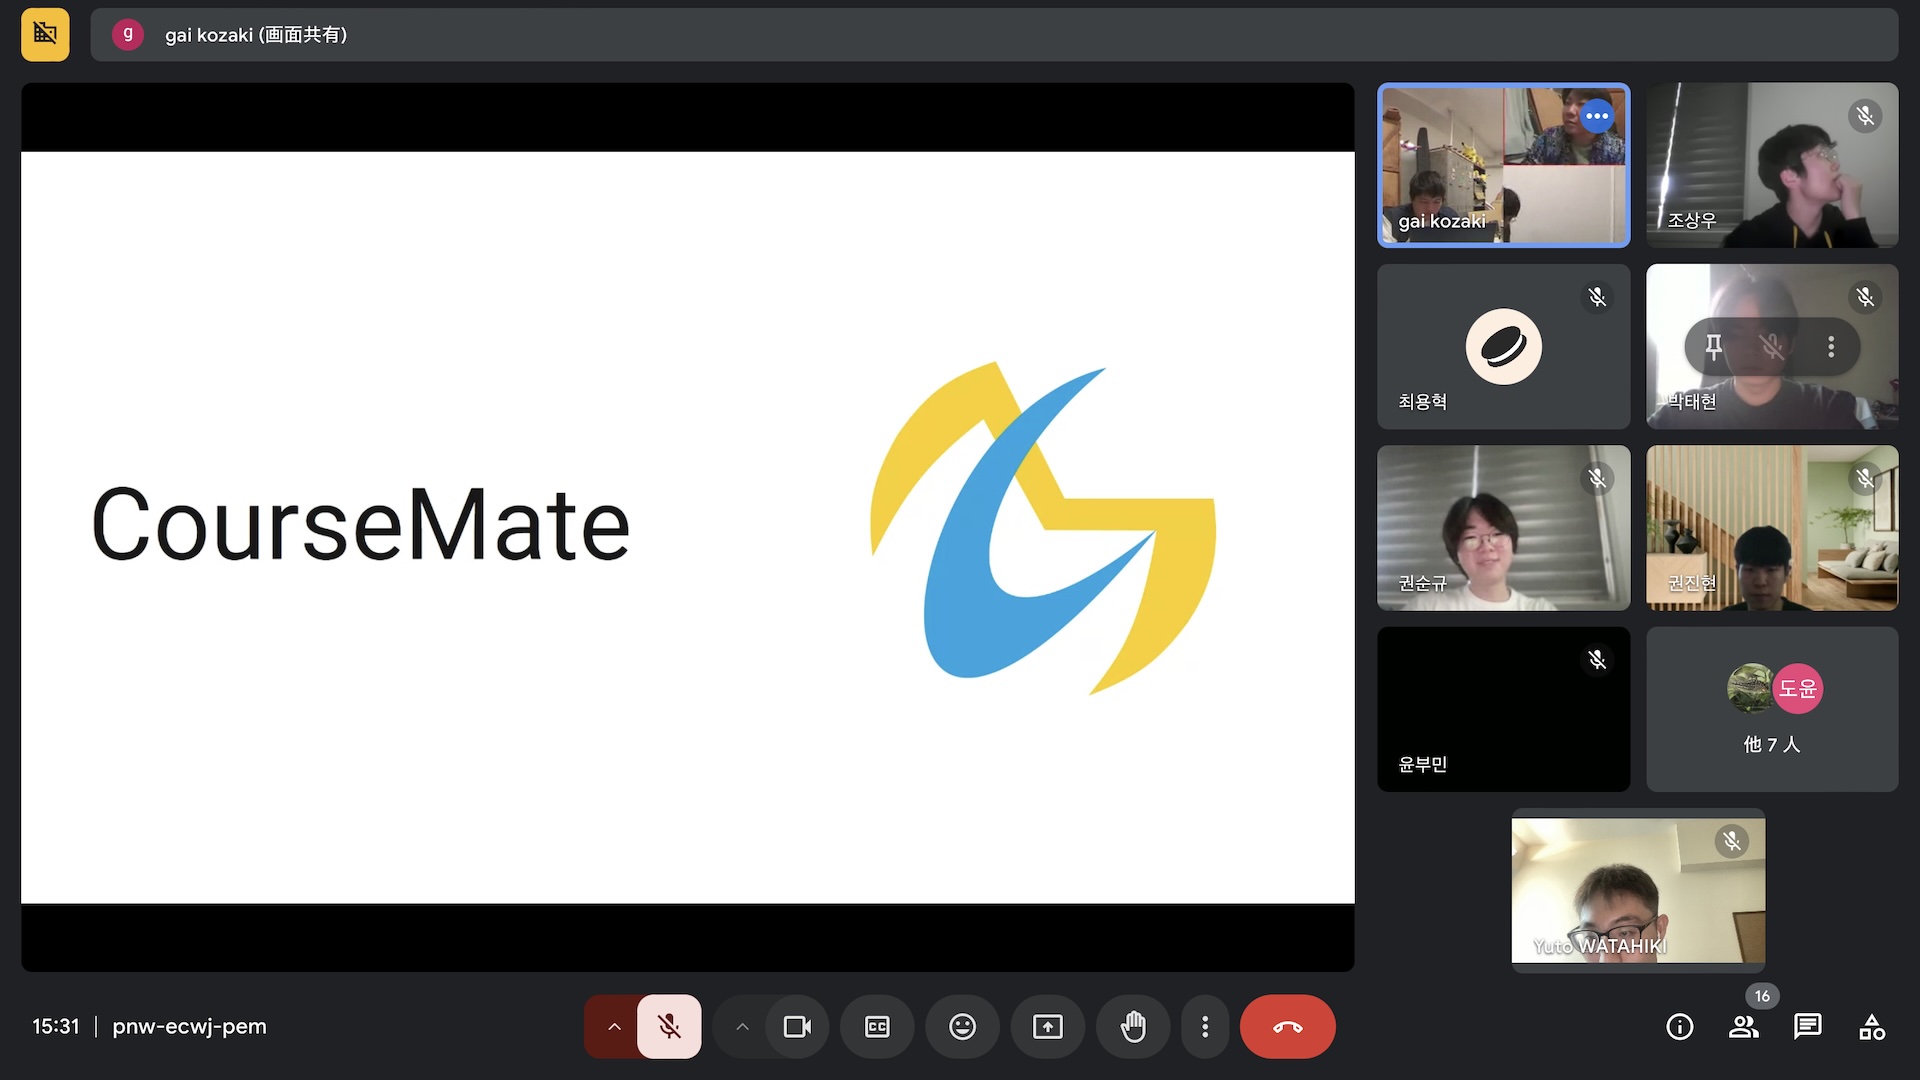 g gai kozaki (画面共有)
CourseMate
gai kozaki
조상우
최용혁
박태현
권순규
권진현
윤부민
도윤
他 7 人
Yuto WATAHIKI
15:31 | pnw-ecwj-pem
CC
16